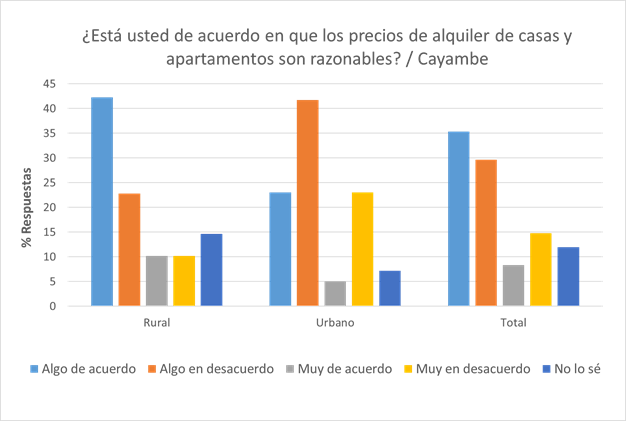 ¿Está usted de acuerdo en que los precios de alquiler de casas y
apartamentos son razonables? / Cayambe
% Respuestas
45
40
35
30
25
20
15
10
5
0
Rural Urbano Total
Algo de acuerdo Algo en desacuerdo Muy de acuerdo Muy en desacuerdo No lo sé